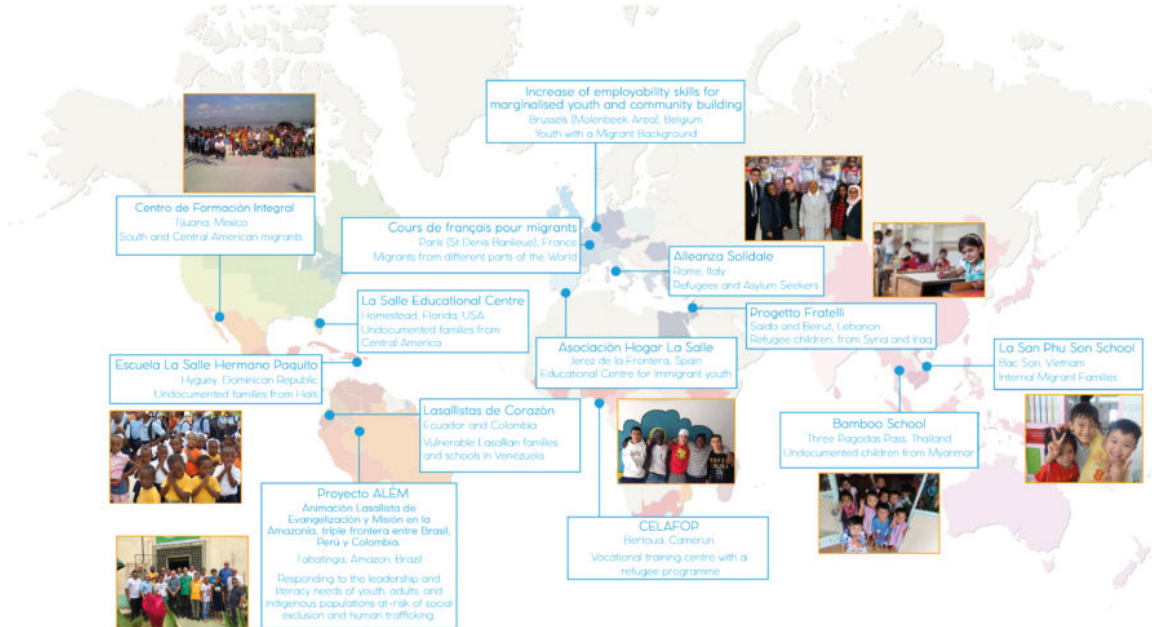 Increase of employability skills for
marginalised youth and community building
Brussels (Molenbeek Area), Belgium
Youth with a Migrant Background
Centro de Formación Integral
Tijuana, Mexico
South and Central American migrants
Cours de français pour migrants
Paris (St Denis Banlieue), France
Migrants from different parts of the World
Alleanza Solidale
Rome, Italy
Refugees and Asylum Seekers
La Salle Educational Centre
Homestead, Florida, USA
Undocumented families from
Central America
Progetto Fratelli
Saida and Beirut, Lebanon
Refugee children, from Syria and Iraq
Asociación Hogar La Salle
Jerez de la Frontera, Spain
Educational Centre for Immigrant youth
La San Phu Son School
Bac Son, Vietnam
Internal Migrant Families
Escuela La Salle Hermano Paquito
Hyguey, Dominican Republic
Undocumented families from Haiti
Lasallistas de Corazón
Ecuador and Colombia
Vulnerable Lasallian families
and schools in Venezuela
Bamboo School
Three Pagodas Pass, Thailand
Undocumented children from Myanmar
Proyecto ALÉM
Animación Lasallista de
Evangelización y Misión en la
Amazonía, triple frontera entre Brasil,
Perú y Colombia.
Tabatinga, Amazon, Brazil
Responding to the leadership and
literacy needs of youth, adults, and
indigenous populations at-risk of social
exclusion and human trafficking
CELAFOP
Bertoua, Camerun
Vocational training centre with a
refugee programme